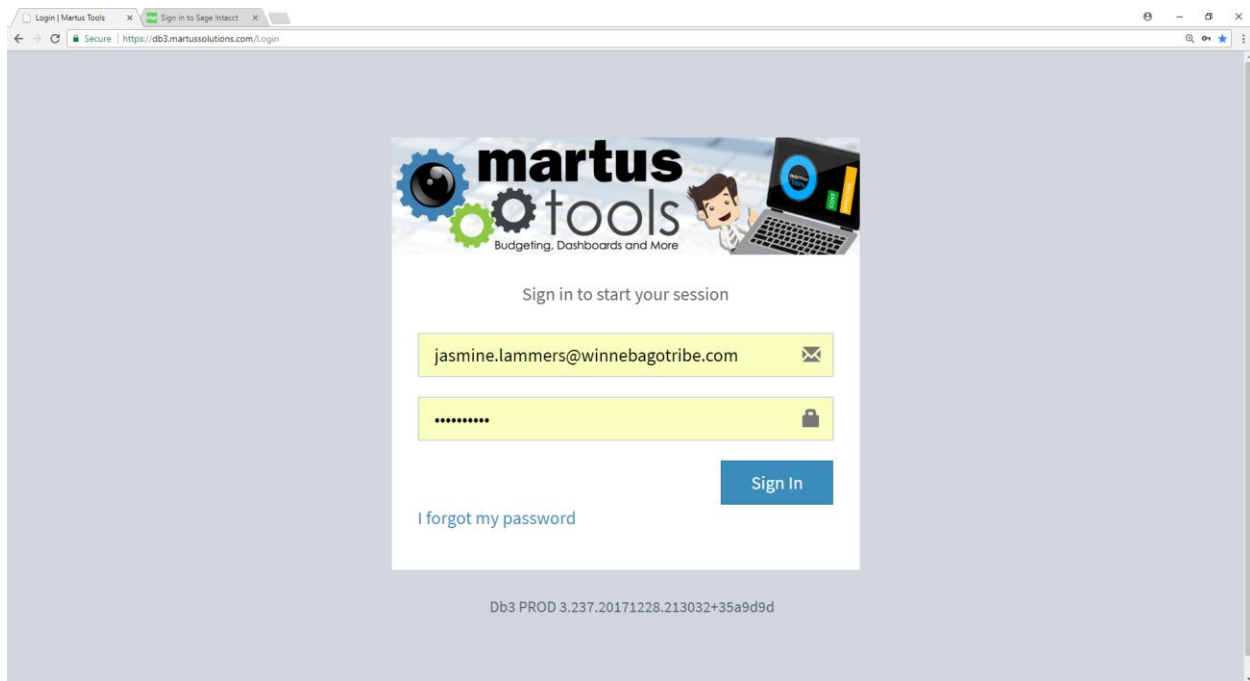 Login | Martus Tools
Sign in to Sage Intacct
Secure | https://db3.martussolutions.com/Login
martus
tools
Budgeting, Dashboards and More
100%
COST
Sign in to start your session
jasmine.lammers@winnebagotribe.com
••••••••••
Sign In
I forgot my password
Db3 PROD 3.237.20171228.213032+35a9d9d